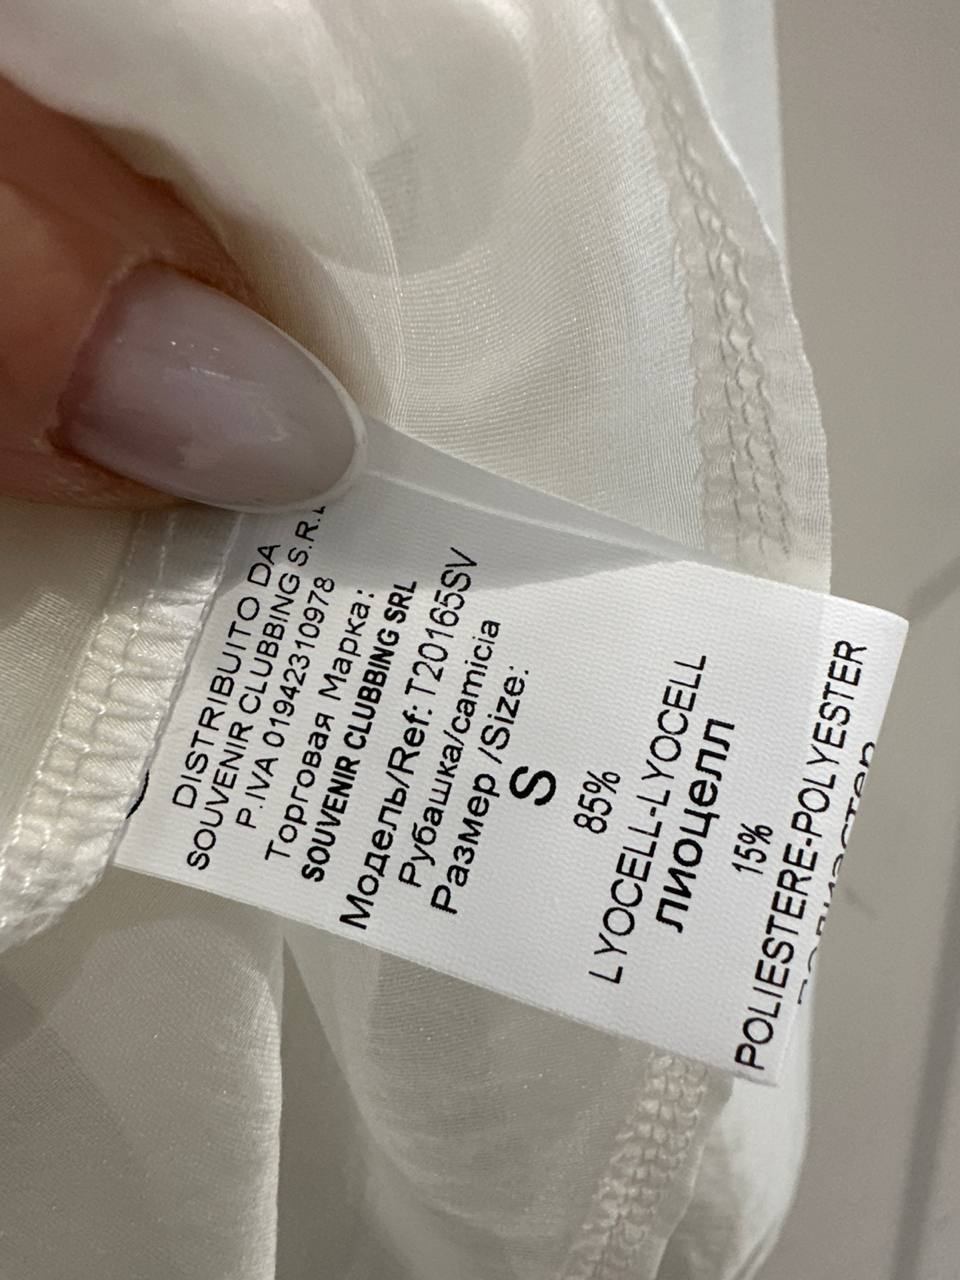 DISTRIBUITO DA
SOUVENIR CLUBBING S.R.L
P.IVA 01942310978
Торговая Марка:
SOUVENIR CLUBBING SRL
Модель/Ref: T20165SV
Рубашка/camicia
Размер /Size:
S
85%
LYOCELL-LYOCELL
лиоцелл
15%
POLIESTERE-POLYESTER